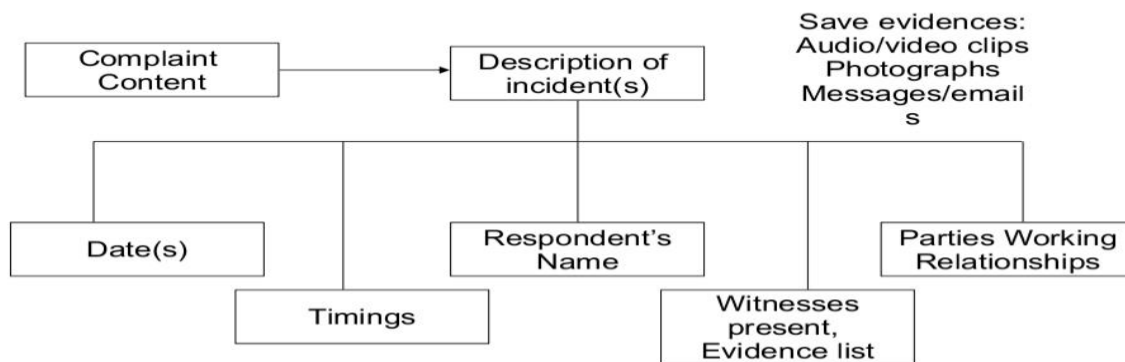 Complaint
Content
Description of
incident(s)
Save evidences:
Audio/video clips
Photographs
Messages/email
s
Date(s)
Timings
Respondent’s
Name
Witnesses
present,
Evidence list
Parties Working
Relationships